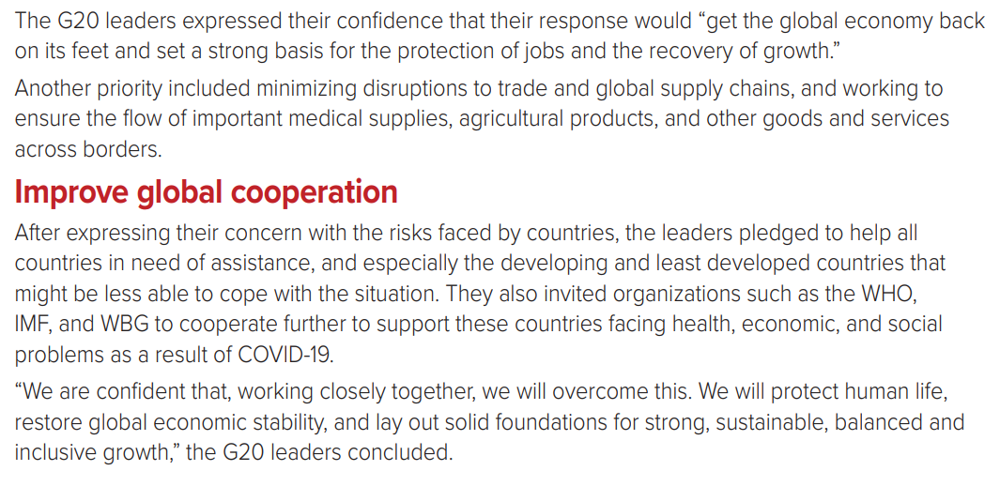 The G20 leaders expressed their confidence that their response would “get the global economy back
on its feet and set a strong basis for the protection of jobs and the recovery of growth.”
Another priority included minimizing disruptions to trade and global supply chains, and working to
ensure the flow of important medical supplies, agricultural products, and other goods and services
across borders.
Improve global cooperation
After expressing their concern with the risks faced by countries, the leaders pledged to help all
countries in need of assistance, and especially the developing and least developed countries that
might be less able to cope with the situation. They also invited organizations such as the WHO,
IMF, and WBG to cooperate further to support these countries facing health, economic, and social
problems as a result of COVID-19.
“We are confident that, working closely together, we will overcome this. We will protect human life,
restore global economic stability, and lay out solid foundations for strong, sustainable, balanced and
inclusive growth,” the G20 leaders concluded.